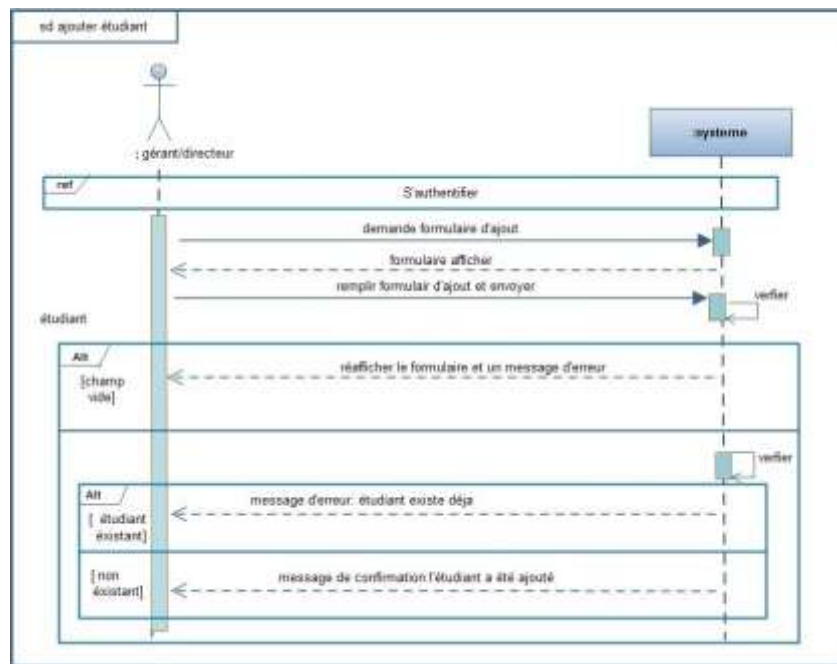 sd ajouter étudiant
: gérant/directeur
:systeme
ref
S'authentifier
demande formulaire d'ajout
formulaire afficher
remplir formulair d'ajout et envoyer
verfier
étudiant
Alt
réafficher le formulaire et un message d'erreur
[champ
vide]
verfier
Alt
message d'erreur: étudiant existe déja
[ étudiant
éxistant]
[non
éxistant]
message de confirmation l'étudiant a été ajouté